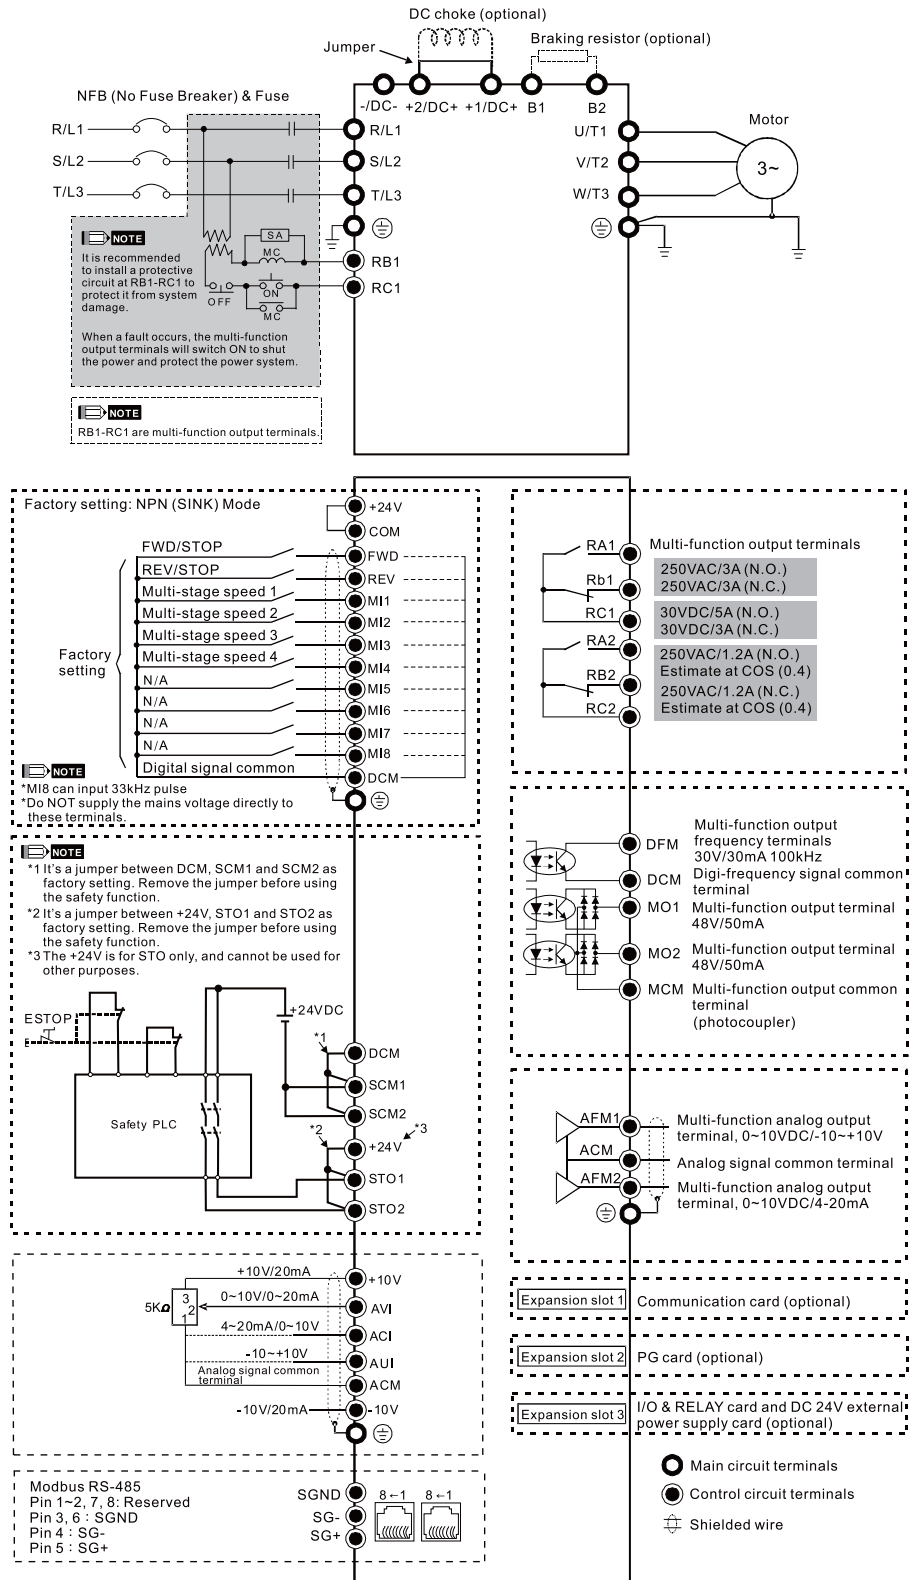 DC choke (optional)
Jumper
Braking resistor (optional)
-/DC- +2/DC+ +1/DC+ B1 B2
NFB (No Fuse Breaker) & Fuse
R/L1
S/L2
T/L3
R/L1
S/L2
T/L3
RB1
RC1
U/T1
V/T2
W/T3
Motor
3~
SA
MC
OFF
ON
MC
NOTE
It is recommended
to install a protective
circuit at RB1-RC1 to
protect it from system
damage.
When a fault occurs, the multi-function
output terminals will switch ON to shut
the power and protect the power system.
NOTE
RB1-RC1 are multi-function output terminals.
Factory setting: NPN (SINK) Mode
+24V
COM
FWD/STOP
FWD
REV/STOP
REV
Multi-stage speed 1
MI1
Multi-stage speed 2
MI2
Multi-stage speed 3
MI3
Multi-stage speed 4
MI4
Factory
setting
N/A
MI5
N/A
MI6
N/A
MI7
N/A
MI8
Digital signal common
DCM
NOTE
*MI8 can input 33kHz pulse
*Do NOT supply the mains voltage directly to
these terminals.
RA1
Rb1
RC1
RA2
RB2
RC2
Multi-function output terminals
250VAC/3A (N.O.)
250VAC/3A (N.C.)
30VDC/5A (N.O.)
30VDC/3A (N.C.)
250VAC/1.2A (N.O.)
Estimate at COS (0.4)
250VAC/1.2A (N.C.)
Estimate at COS (0.4)
NOTE
*1 It's a jumper between DCM, SCM1 and SCM2 as
factory setting. Remove the jumper before using
the safety function.
*2 It's a jumper between +24V, STO1 and STO2 as
factory setting. Remove the jumper before using
the safety function.
*3 The +24V is for STO only, and cannot be used for
other purposes.
ESTOP
+24VDC
Safety PLC
*1
DCM
SCM1
SCM2
*2
*3
+24V
STO1
STO2
DFM
Multi-function output
frequency terminals
30V/30mA 100kHz
DCM
Digi-frequency signal common
terminal
MO1
Multi-function output terminal
48V/50mA
MO2
Multi-function output terminal
48V/50mA
MCM
Multi-function output common
terminal
(photocoupler)
AFM1
Multi-function analog output
terminal, 0~10VDC/-10~+10V
ACM
Analog signal common terminal
AFM2
Multi-function analog output
terminal, 0~10VDC/4-20mA
+10V/20mA
+10V
5KΩ
3
2
1
0~10V/0~20mA
AVI
4~20mA/0~10V
ACI
-10~+10V
AUI
Analog signal common
terminal
ACM
-10V/20mA
-10V
Expansion slot 1
Communication card (optional)
Expansion slot 2
PG card (optional)
Expansion slot 3
I/O & RELAY card and DC 24V external
power supply card (optional)
Modbus RS-485
Pin 1~2, 7, 8: Reserved
Pin 3, 6 : SGND
Pin 4 : SG-
Pin 5 : SG+
SGND
SG-
SG+
8←1 8←1
Main circuit terminals
Control circuit terminals
Shielded wire